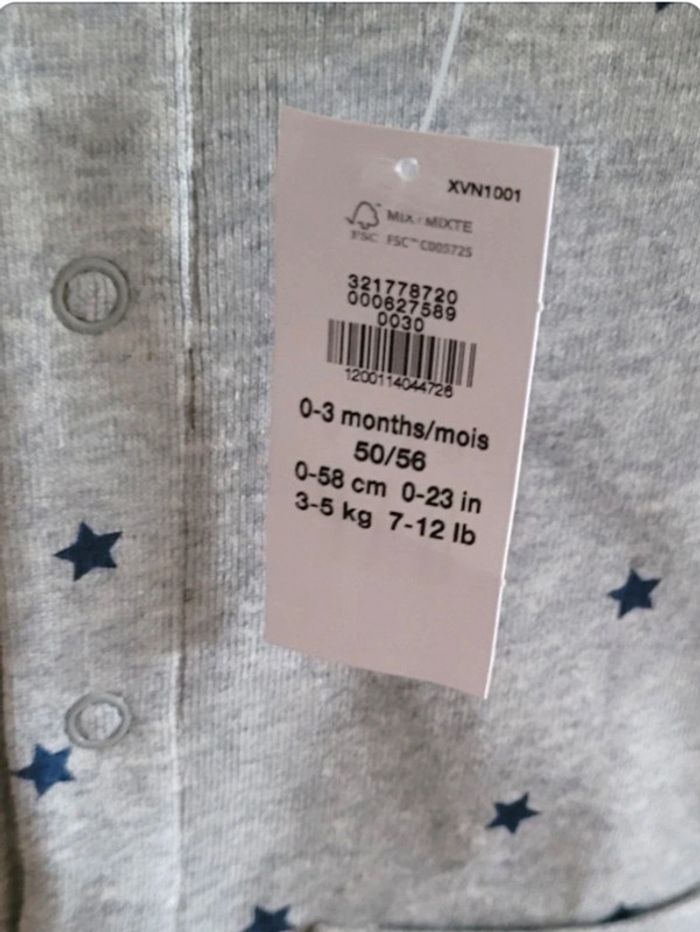 XVN1001
MIX / MIXTE
FSC FSC™ C005725
321778720
000627589
0030
1200114044726
0-3 months/mois
50/56
0-58 cm 0-23 in
3-5 kg 7-12 lb